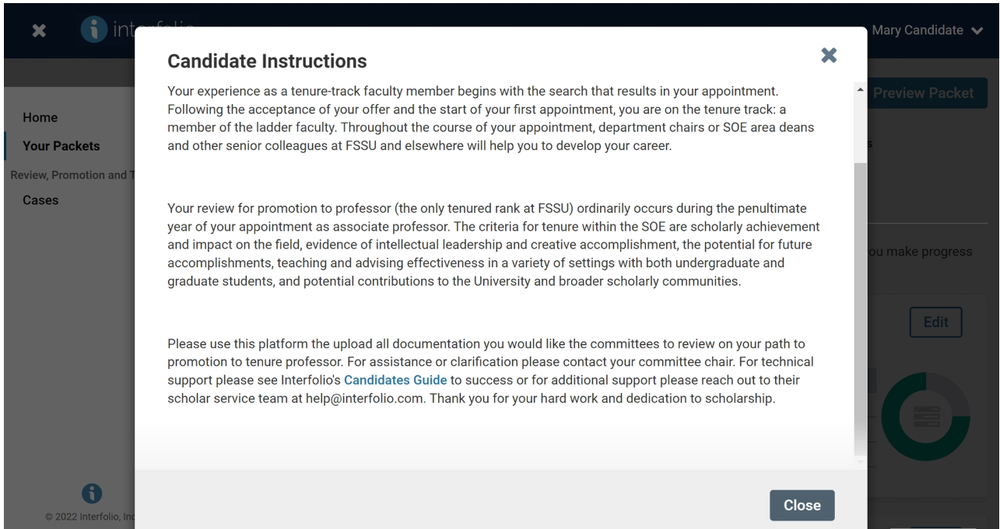 Mary Candidate
Candidate Instructions
Preview Packet
Home
Your Packets
Review, Promotion and T
Cases
Your experience as a tenure-track faculty member begins with the search that results in your appointment.
Following the acceptance of your offer and the start of your first appointment, you are on the tenure track: a
member of the ladder faculty. Throughout the course of your appointment, department chairs or SOE area deans
and other senior colleagues at FSSU and elsewhere will help you to develop your career.
Your review for promotion to professor (the only tenured rank at FSSU) ordinarily occurs during the penultimate
year of your appointment as associate professor. The criteria for tenure within the SOE are scholarly achievement
and impact on the field, evidence of intellectual leadership and creative accomplishment, the potential for future
accomplishments, teaching and advising effectiveness in a variety of settings with both undergraduate and
graduate students, and potential contributions to the University and broader scholarly communities.
ou make progress
Edit
Please use this platform the upload all documentation you would like the committees to review on your path to
promotion to tenure professor. For assistance or clarification please contact your committee chair. For technical
support please see Interfolio's Candidates Guide to success or for additional support please reach out to their
scholar service team at help@interfolio.com. Thank you for your hard work and dedication to scholarship.
Close
© 2022 Interfolio, Inc